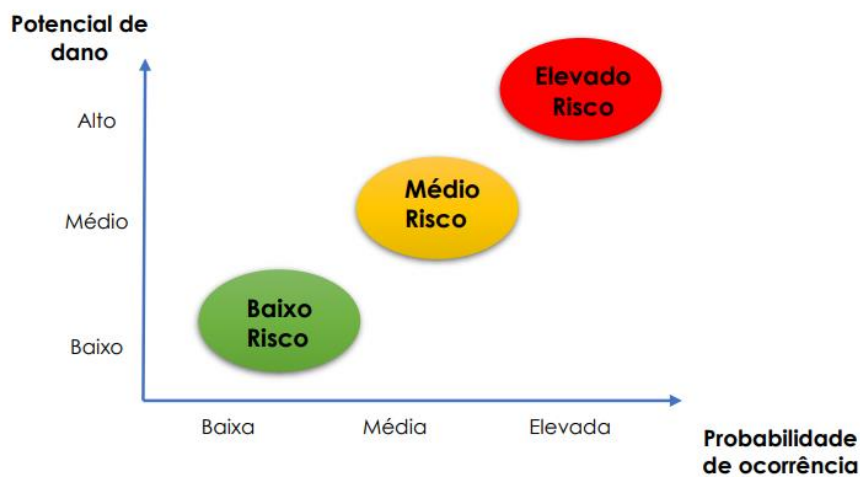 Potencial de
dano
Elevado
Risco
Alto
Médio
Risco
Médio
Baixo
Risco
Baixo
Baixa
Média
Elevada
Probabilidade
de ocorrência